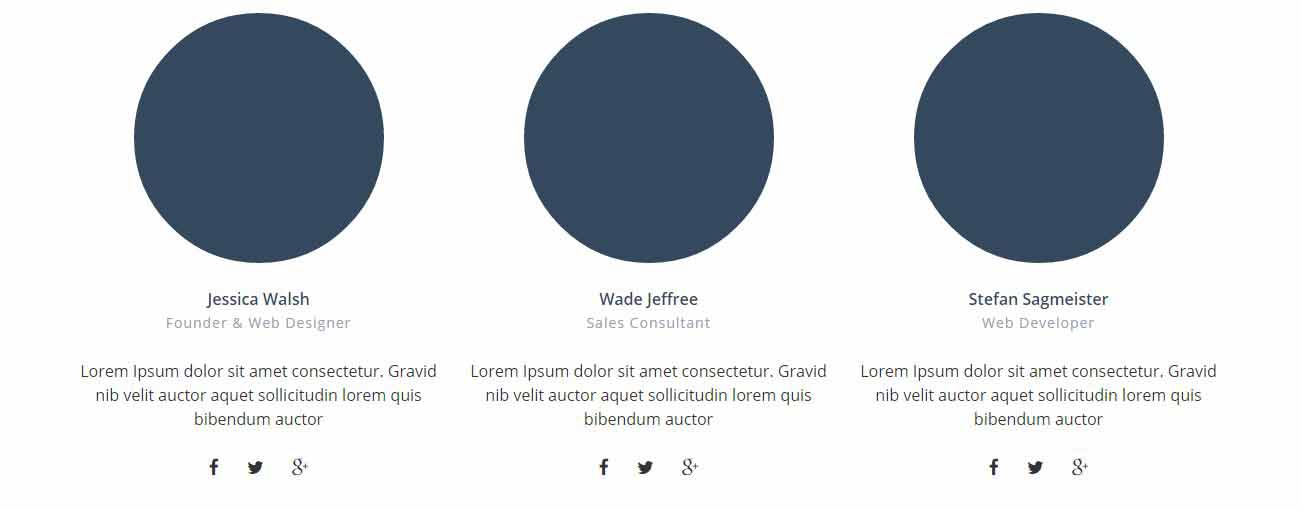 Jessica Walsh
Founder & Web Designer
Lorem Ipsum dolor sit amet consectetur. Gravid
nib velit auctor aquet sollicitudin lorem quis
bibendum auctor
Wade Jeffree
Sales Consultant
Lorem Ipsum dolor sit amet consectetur. Gravid
nib velit auctor aquet sollicitudin lorem quis
bibendum auctor
Stefan Sagmeister
Web Developer
Lorem Ipsum dolor sit amet consectetur. Gravid
nib velit auctor aquet sollicitudin lorem quis
bibendum auctor